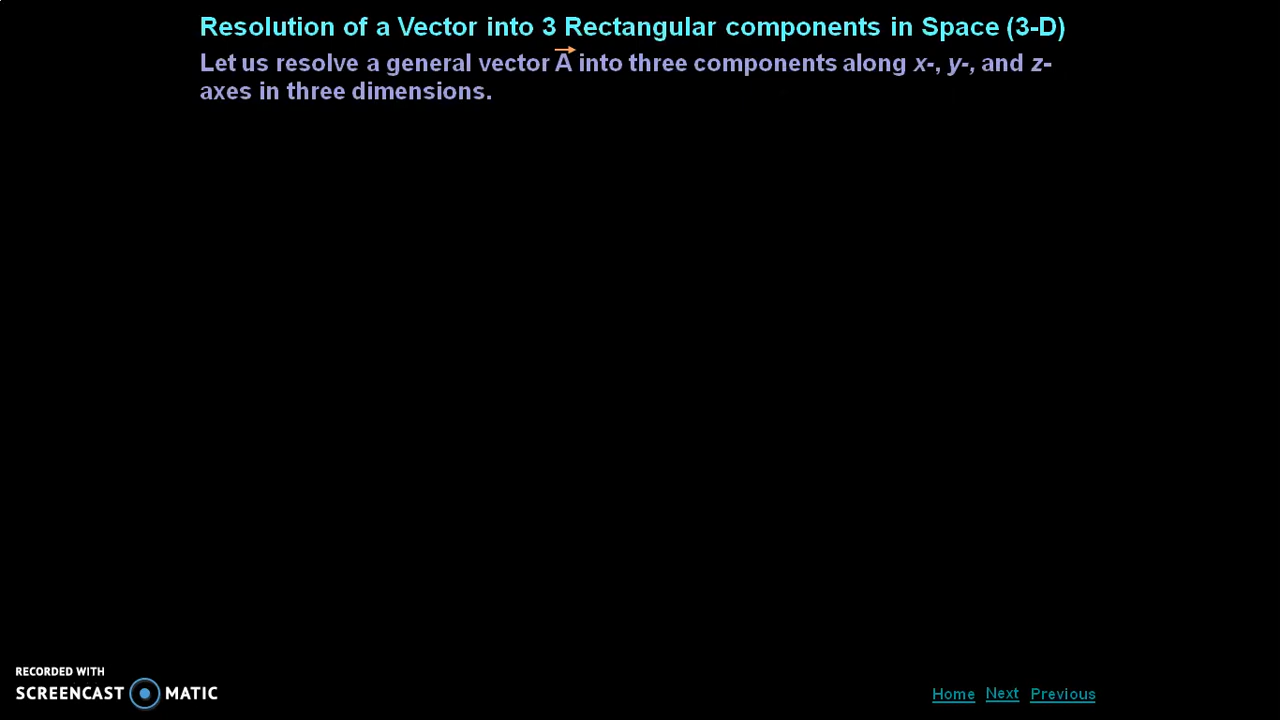 Resolution of a Vector into 3 Rectangular components in Space (3-D)
Let us resolve a general vector A into three components along x-, y-, and z-
axes in three dimensions.
RECORDED WITH
SCREENCAST MATIC
Home Next Previous